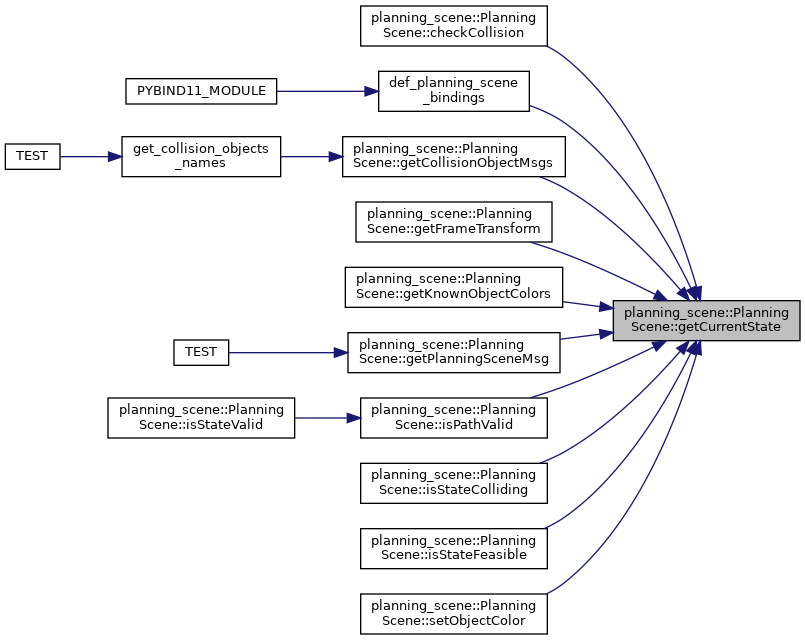 planning_scene::Planning
Scene::checkCollision
def_planning_scene
_bindings
PYBIND11_MODULE
planning_scene::Planning
Scene::getCollisionObjectMsgs
get_collision_objects
_names
TEST
planning_scene::Planning
Scene::getFrameTransform
planning_scene::Planning
Scene::getKnownObjectColors
planning_scene::Planning
Scene::getCurrentState
planning_scene::Planning
Scene::getPlanningSceneMsg
TEST
planning_scene::Planning
Scene::isPathValid
planning_scene::Planning
Scene::isStateValid
planning_scene::Planning
Scene::isStateColliding
planning_scene::Planning
Scene::isStateFeasible
planning_scene::Planning
Scene::setObjectColor